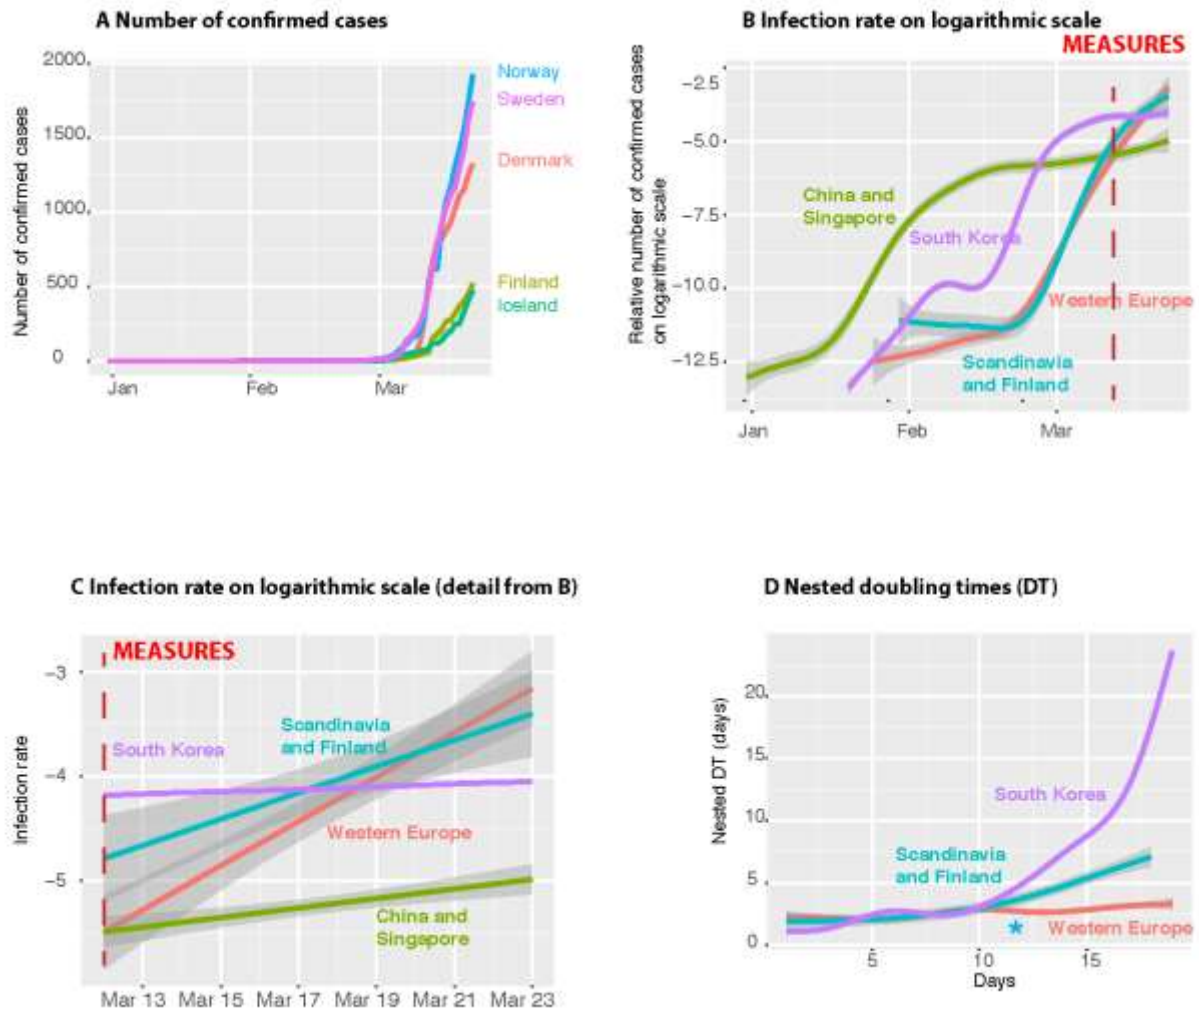 A Number of confirmed cases
Number of confirmed cases
2000
1500
1000
500
0
Jan
Feb
Mar
Norway
Sweden
Denmark
Finland
Iceland
B Infection rate on logarithmic scale
MEASURES
Relative number of confirmed cases
on logarithmic scale
−2.5
−5.0
−7.5
−10.0
−12.5
Jan
Feb
Mar
China and
Singapore
South Korea
Western Europe
Scandinavia
and Finland
C Infection rate on logarithmic scale (detail from B)
MEASURES
Infection rate
−3
−4
−5
Scandinavia
and Finland
South Korea
Western Europe
China and
Singapore
Mar 13
Mar 15
Mar 17
Mar 19
Mar 21
Mar 23
D Nested doubling times (DT)
Nested DT (days)
20
15
10
5
0
South Korea
Scandinavia
and Finland
* Western Europe
5
10
15
Days